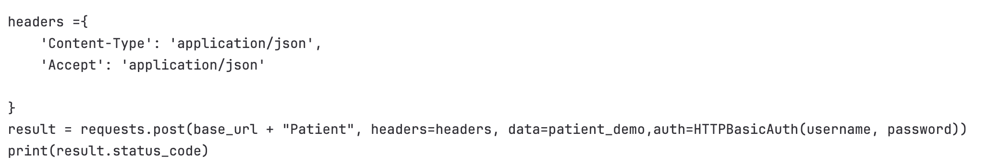 headers ={
    'Content-Type': 'application/json',
    'Accept': 'application/json'

}
result = requests.post(base_url + "Patient", headers=headers, data=patient_demo,auth=HTTPBasicAuth(username, password))
print(result.status_code)